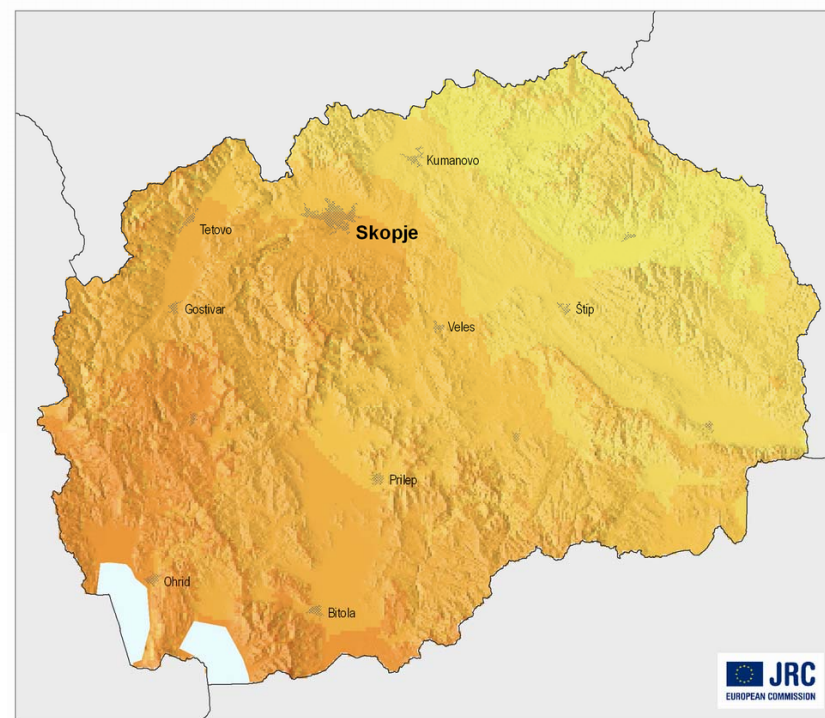 Kumanovo
Tetovo
Skopje
Gostivar
Štip
Veles
Prilep
Ohrid
Bitola
JRC
EUROPEAN COMMISSION